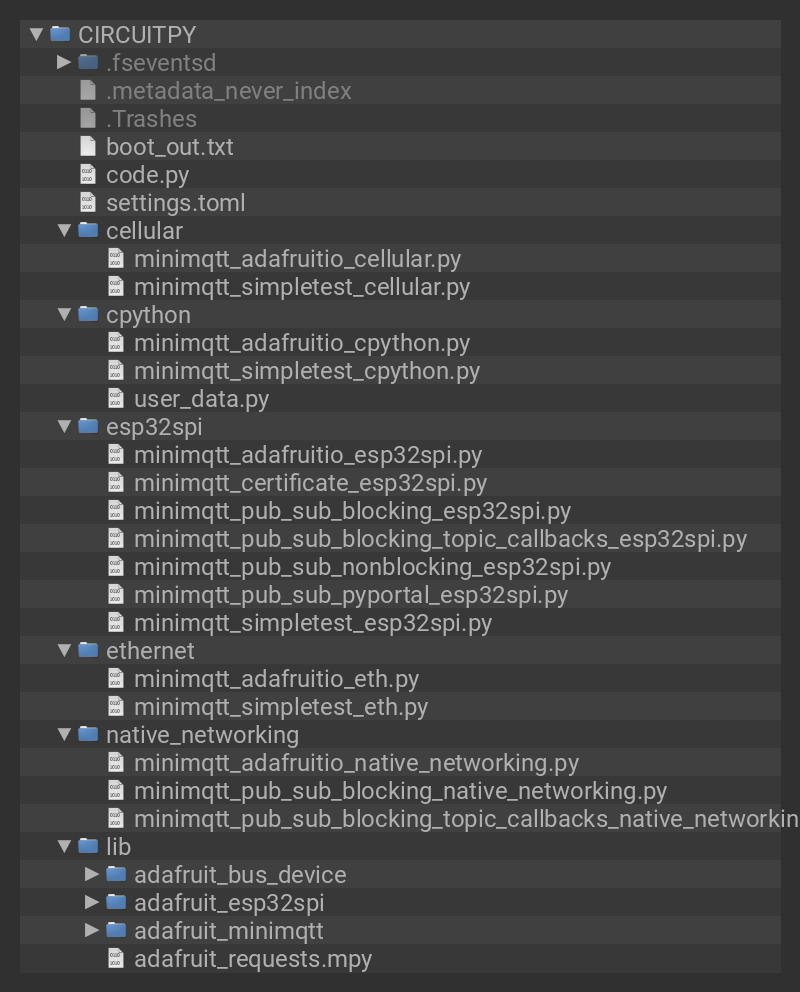 CIRCUITPY
.fseventsd
.metadata_never_index
.Trashes
boot_out.txt
code.py
settings.toml
cellular
minimqtt_adafruitio_cellular.py
minimqtt_simpletest_cellular.py
cpython
minimqtt_adafruitio_cpython.py
minimqtt_simpletest_cpython.py
user_data.py
esp32spi
minimqtt_adafruitio_esp32spi.py
minimqtt_certificate_esp32spi.py
minimqtt_pub_sub_blocking_esp32spi.py
minimqtt_pub_sub_blocking_topic_callbacks_esp32spi.py
minimqtt_pub_sub_nonblocking_esp32spi.py
minimqtt_pub_sub_pyportal_esp32spi.py
minimqtt_simpletest_esp32spi.py
ethernet
minimqtt_adafruitio_eth.py
minimqtt_simpletest_eth.py
native_networking
minimqtt_adafruitio_native_networking.py
minimqtt_pub_sub_blocking_native_networking.py
minimqtt_pub_sub_blocking_topic_callbacks_native_networkin
lib
adafruit_bus_device
adafruit_esp32spi
adafruit_minimqtt
adafruit_requests.mpy